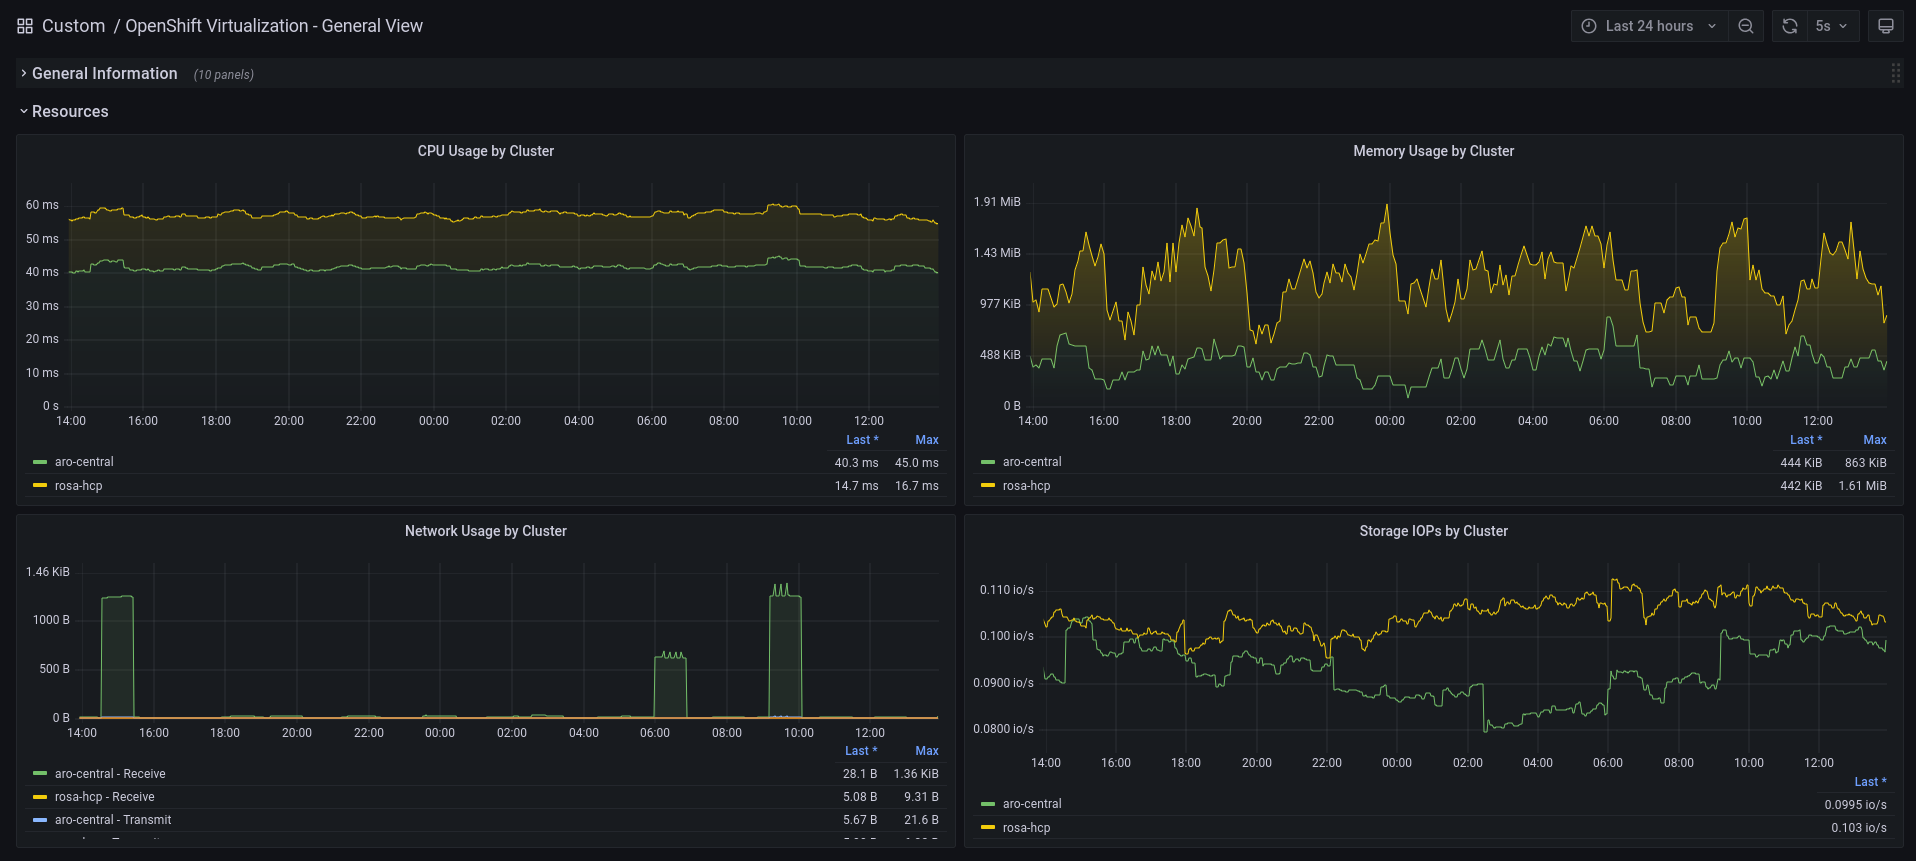 Custom / OpenShift Virtualization - General View
Last 24 hours
5s
General Information (10 panels)
Resources
CPU Usage by Cluster
60 ms
50 ms
40 ms
30 ms
20 ms
10 ms
0 s
14:00 16:00 18:00 20:00 22:00 00:00 02:00 04:00 06:00 08:00 10:00 12:00
Last * Max
aro-central 40.3 ms 45.0 ms
rosa-hcp 14.7 ms 16.7 ms
Memory Usage by Cluster
1.91 MiB
1.43 MiB
977 KiB
488 KiB
0 B
14:00 16:00 18:00 20:00 22:00 00:00 02:00 04:00 06:00 08:00 10:00 12:00
Last * Max
aro-central 444 KiB 863 KiB
rosa-hcp 442 KiB 1.61 MiB
Network Usage by Cluster
1.46 KiB
1000 B
500 B
0 B
14:00 16:00 18:00 20:00 22:00 00:00 02:00 04:00 06:00 08:00 10:00 12:00
Last * Max
aro-central - Receive 28.1 B 1.36 KiB
rosa-hcp - Receive 5.08 B 9.31 B
aro-central - Transmit 5.67 B 21.6 B
Storage IOPs by Cluster
0.110 io/s
0.100 io/s
0.0900 io/s
0.0800 io/s
14:00 16:00 18:00 20:00 22:00 00:00 02:00 04:00 06:00 08:00 10:00 12:00
Last *
aro-central 0.0995 io/s
rosa-hcp 0.103 io/s